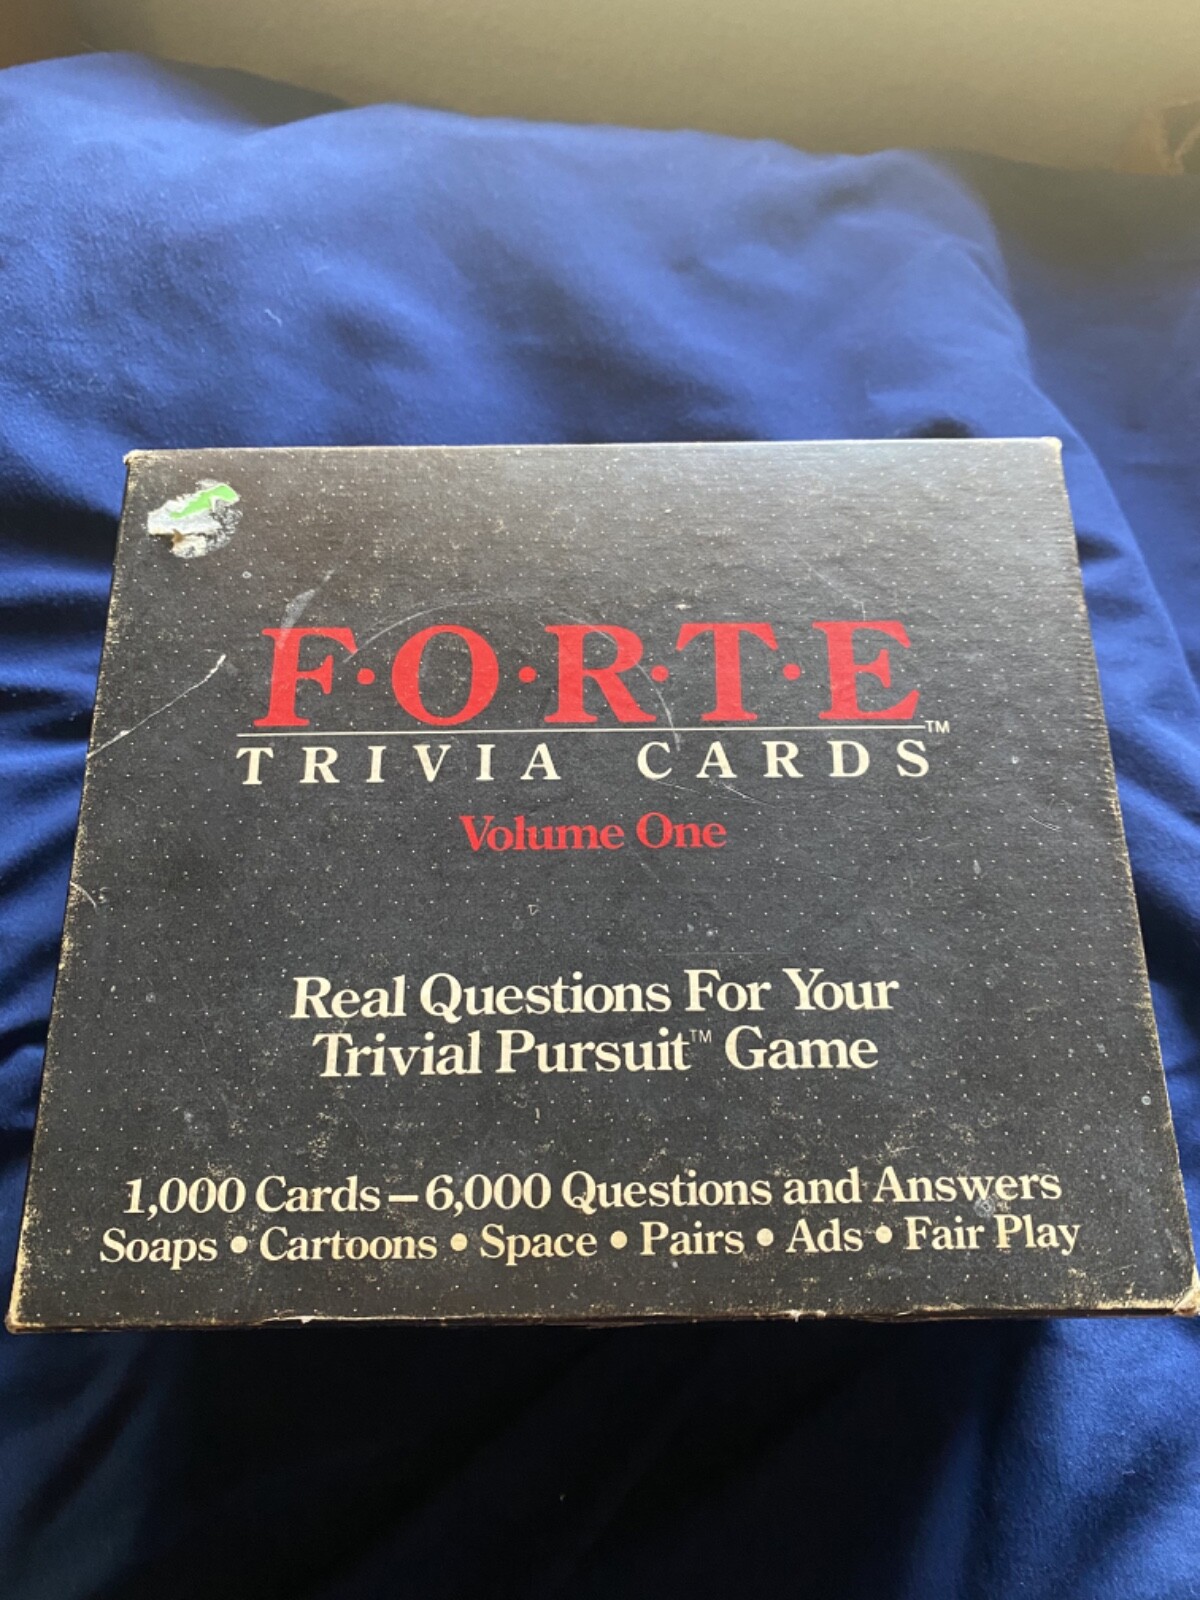 F·O·R·T·E™
TRIVIA CARDS
Volume One
Real Questions For Your
Trivial Pursuit™ Game
1,000 Cards – 6,000 Questions and Answers
Soaps • Cartoons • Space • Pairs • Ads • Fair Play